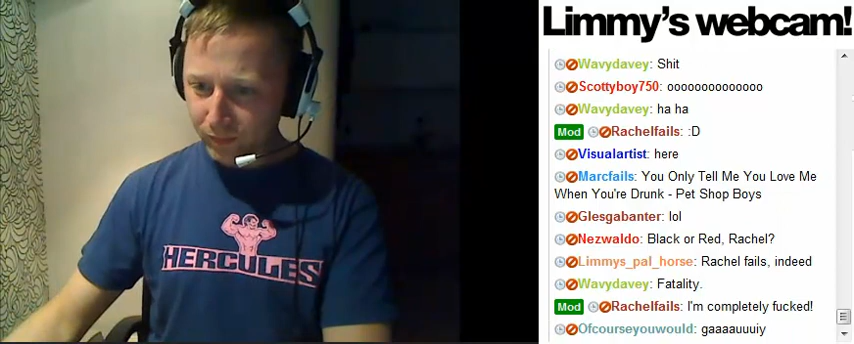 Limmy's webcam!
HERCULES
Wavydavey: Shit
Scottyboy750: oooooooooooooo
Wavydavey: ha ha
Mod Rachelfails: :D
Visualartist: here
Marcfails: You Only Tell Me You Love Me
When You're Drunk - Pet Shop Boys
Glesgabanter: lol
Nezwaldo: Black or Red, Rachel?
Limmys_pal_horse: Rachel fails, indeed
Wavydavey: Fatality.
Mod Rachelfails: I'm completely fucked!
Ofcourseyouwould: gaaaauuuiy